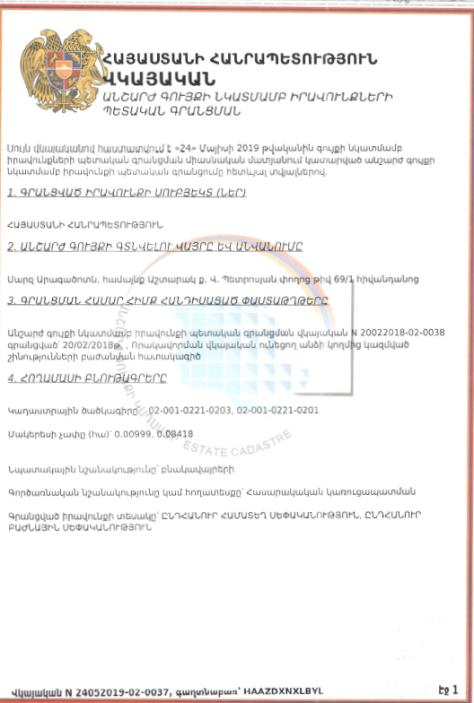 ՀԱՅԱՍՏԱՆԻ ՀԱՆՐԱՊԵՏՈՒԹՅՈՒՆ
ՎԿԱՅԱԿԱՆ
ԱՆՇԱՐԺ ԳՈՒՅՔԻ ՆԿԱՏՄԱՄԲ ԻՐԱՎՈՒՆՔՆԵՐԻ
ՊԵՏԱԿԱՆ ԳՐԱՆՑՄԱՆ
Սույն վկայականով հաստատվում է «24» Մայիսի 2019 թվականին գույքի նկատմամբ
իրավունքների պետական գրանցման միասնական մատյանում կատարված անշարժ գույքի
նկատմամբ իրավունքի պետական գրանցումը հետևյալ տվյալներով.
1. ԳՐԱՆՑՎԱԾ ԻՐԱՎՈՒՆՔԻ ՍՈՒԲՅԵԿՏ (ՆԵՐ)
ՀԱՅԱՍՏԱՆԻ ՀԱՆՐԱՊԵՏՈՒԹՅՈՒՆ
2. ԱՆՇԱՐԺ ԳՈՒՅՔԻ ԳՏՆՎԵԼՈՒ ՎԱՅՐԸ ԵՎ ԱՆՎԱՆՈՒՄԸ
Մարզ Արագածոտն, համայնք Աշտարակ ք. Վ. Պետրոսյան փողոց թիվ 69/1 հիվանդանոց
3. ԳՐԱՆՑՄԱՆ ՀԱՄԱՐ ՀԻՄՔ ՀԱՆԴԻՍԱՑԱԾ ՓԱՍՏԱԹՂԹԵՐԸ
Անշարժ գույքի նկատմամբ իրավունքի պետական գրանցման վկայական N 20022018-02-0038
գրանցված՝ 20/02/2018թ. , Որակավորման վկայական ունեցող անձի կողմից կազմված
շինությունների բաժանման հատակագիծ
4. ՀՈՂԱՄԱՍԻ ԲՆՈՒԹԱԳՐԵՐԸ
Կադաստրային ծածկագիրը՝ 02-001-0221-0203, 02-001-0221-0201
Մակերեսի չափը (հա)՝ 0.00999, 0.08418
ESTATE CADASTRE
Նպատակային նշանակությունը՝ բնակավայրերի
Գործառնական նշանակությունը կամ հողատեսքը՝ Հասարակական կառուցապատման
Գրանցված իրավունքի տեսակը՝ ԸՆԴՀԱՆՈՒՐ ՀԱՄԱՏԵՂ ՍԵՓԱԿԱՆՈՒԹՅՈՒՆ, ԸՆԴՀԱՆՈՒՐ
ԲԱԺՆԱՅԻՆ ՍԵՓԱԿԱՆՈՒԹՅՈՒՆ
Վկայական N 24052019-02-0037, գաղտնաբառ՝ HAAZDXNXLBYL
Էջ 1